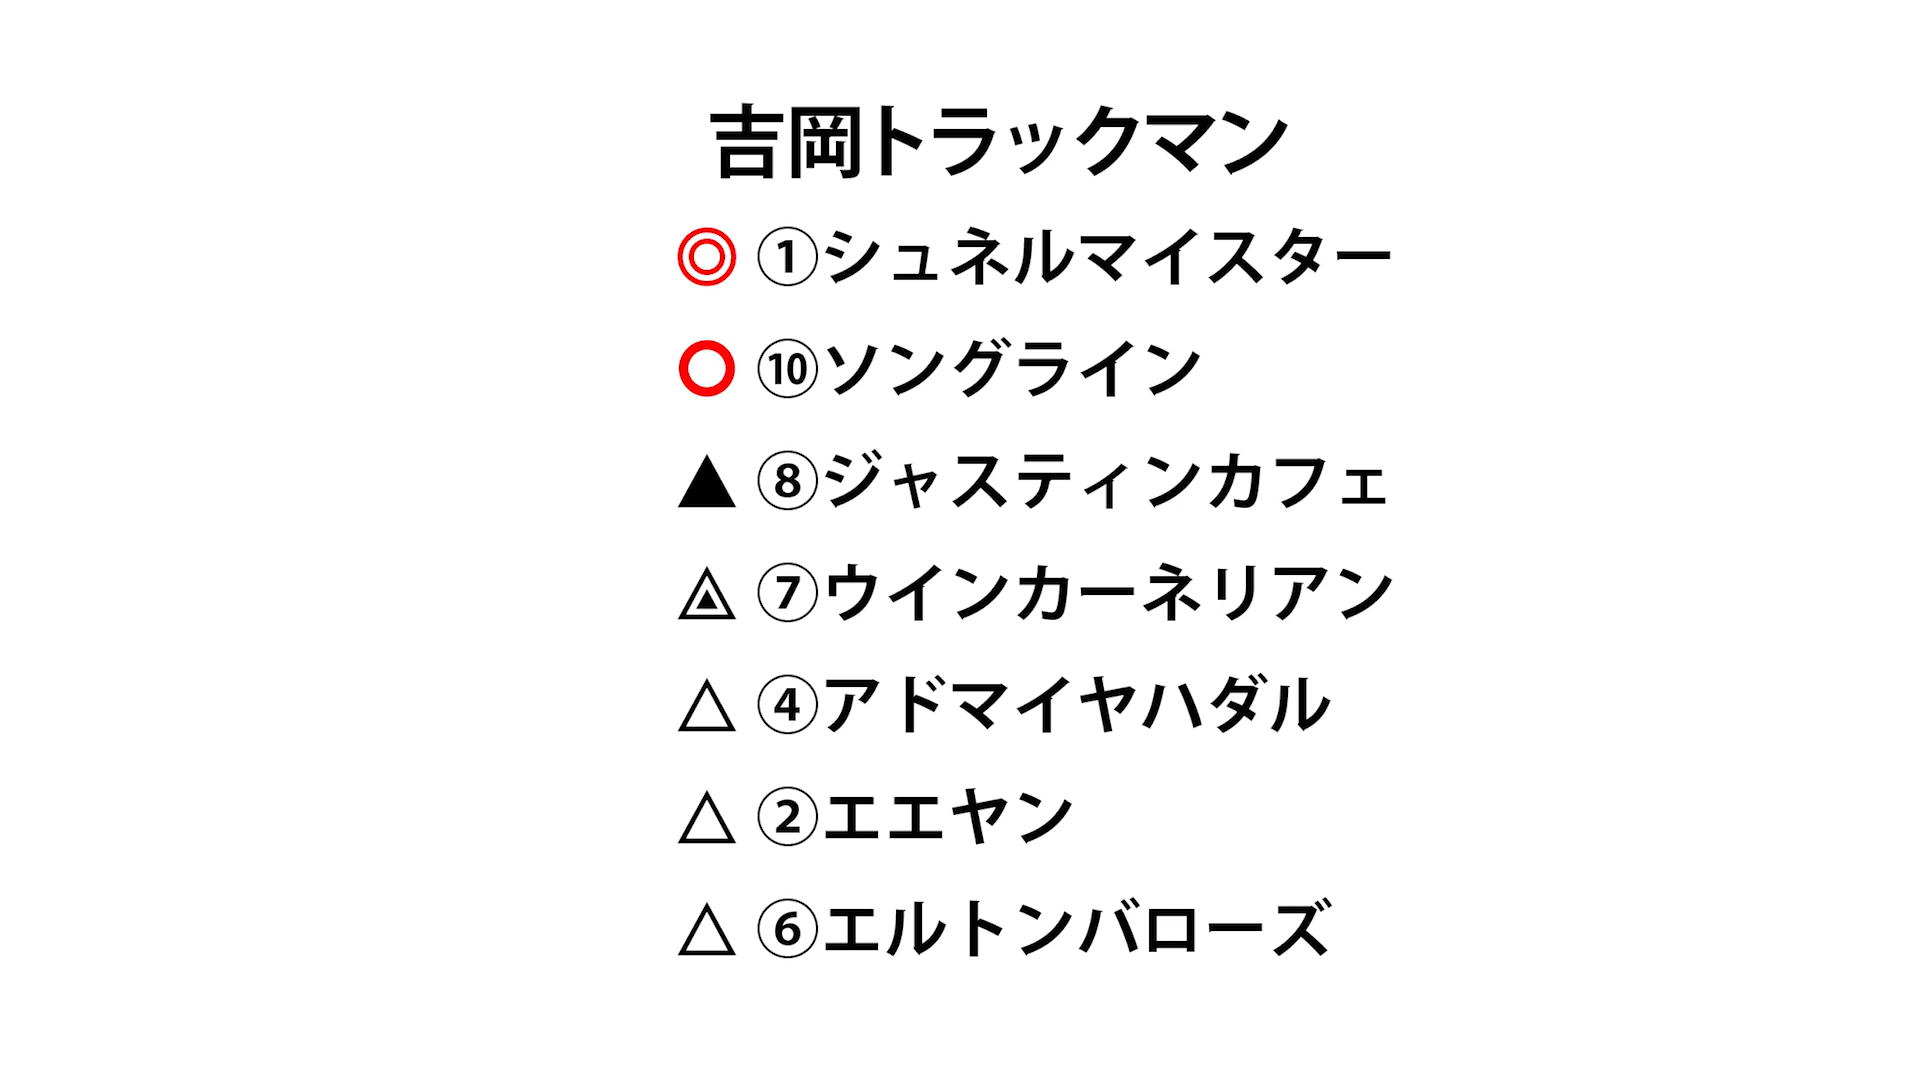 吉岡トラックマン
◎ ①シュネルマイスター
○ ⑩ソングライン
▲ ⑧ジャスティンカフェ
◬ ⑦ウインカーネリアン
△ ④アドマイヤハダル
△ ②エエヤン
△ ⑥エルトンバローズ